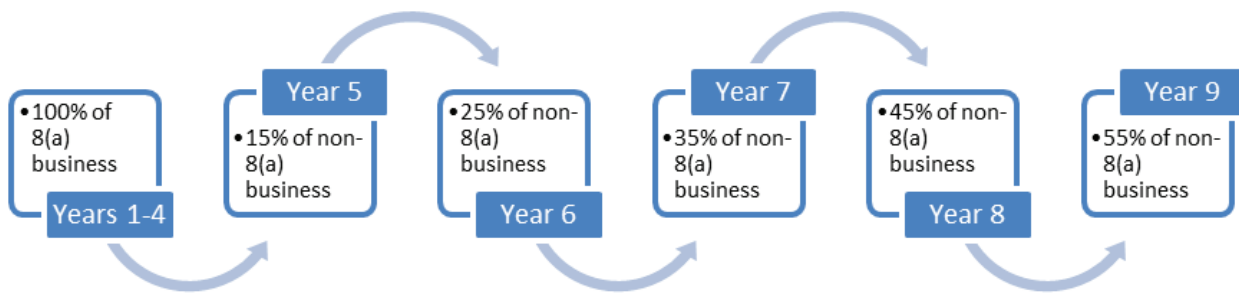 •100% of
8(a)
business
Years 1-4
Year 5
•15% of non-
8(a)
business
•25% of non-
8(a)
business
Year 6
Year 7
•35% of non-
8(a)
business
•45% of non-
8(a)
business
Year 8
Year 9
•55% of non-
8(a)
business